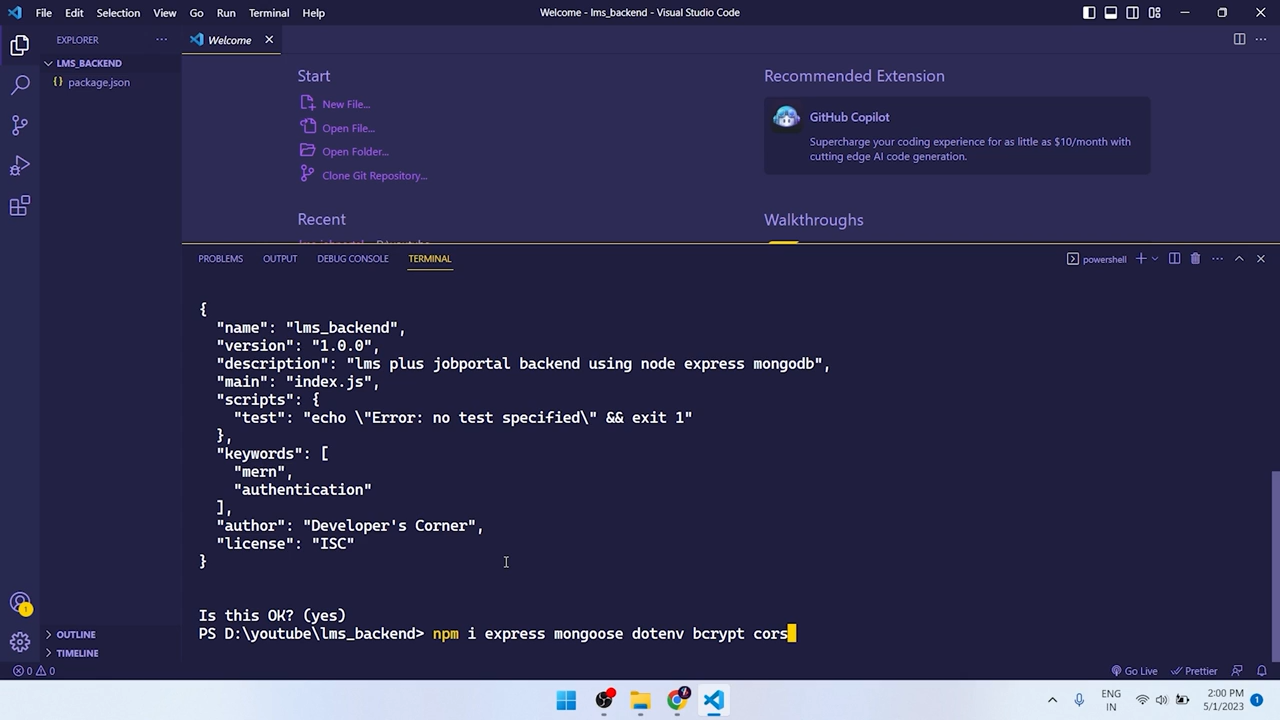 File Edit Selection View Go Run Terminal Help
Welcome - lms_backend - Visual Studio Code
EXPLORER
Welcome
LMS_BACKEND
package.json
Start
New File...
Open File...
Open Folder...
Clone Git Repository...
Recent
Recommended Extension
GitHub Copilot
Supercharge your coding experience for as little as $10/month with
cutting edge AI code generation.
Walkthroughs
PROBLEMS OUTPUT DEBUG CONSOLE TERMINAL
powershell
{
"name": "lms_backend",
"version": "1.0.0",
"description": "lms plus jobportal backend using node express mongodb",
"main": "index.js",
"scripts": {
"test": "echo \"Error: no test specified\" && exit 1"
},
"keywords": [
"mern",
"authentication"
],
"author": "Developer's Corner",
"license": "ISC"
}
Is this OK? (yes)
PS D:\youtube\lms_backend> npm i express mongoose dotenv bcrypt cors
OUTLINE
TIMELINE
1
0 0
Go Live Prettier
ENG
IN
2:00 PM
5/1/2023
1